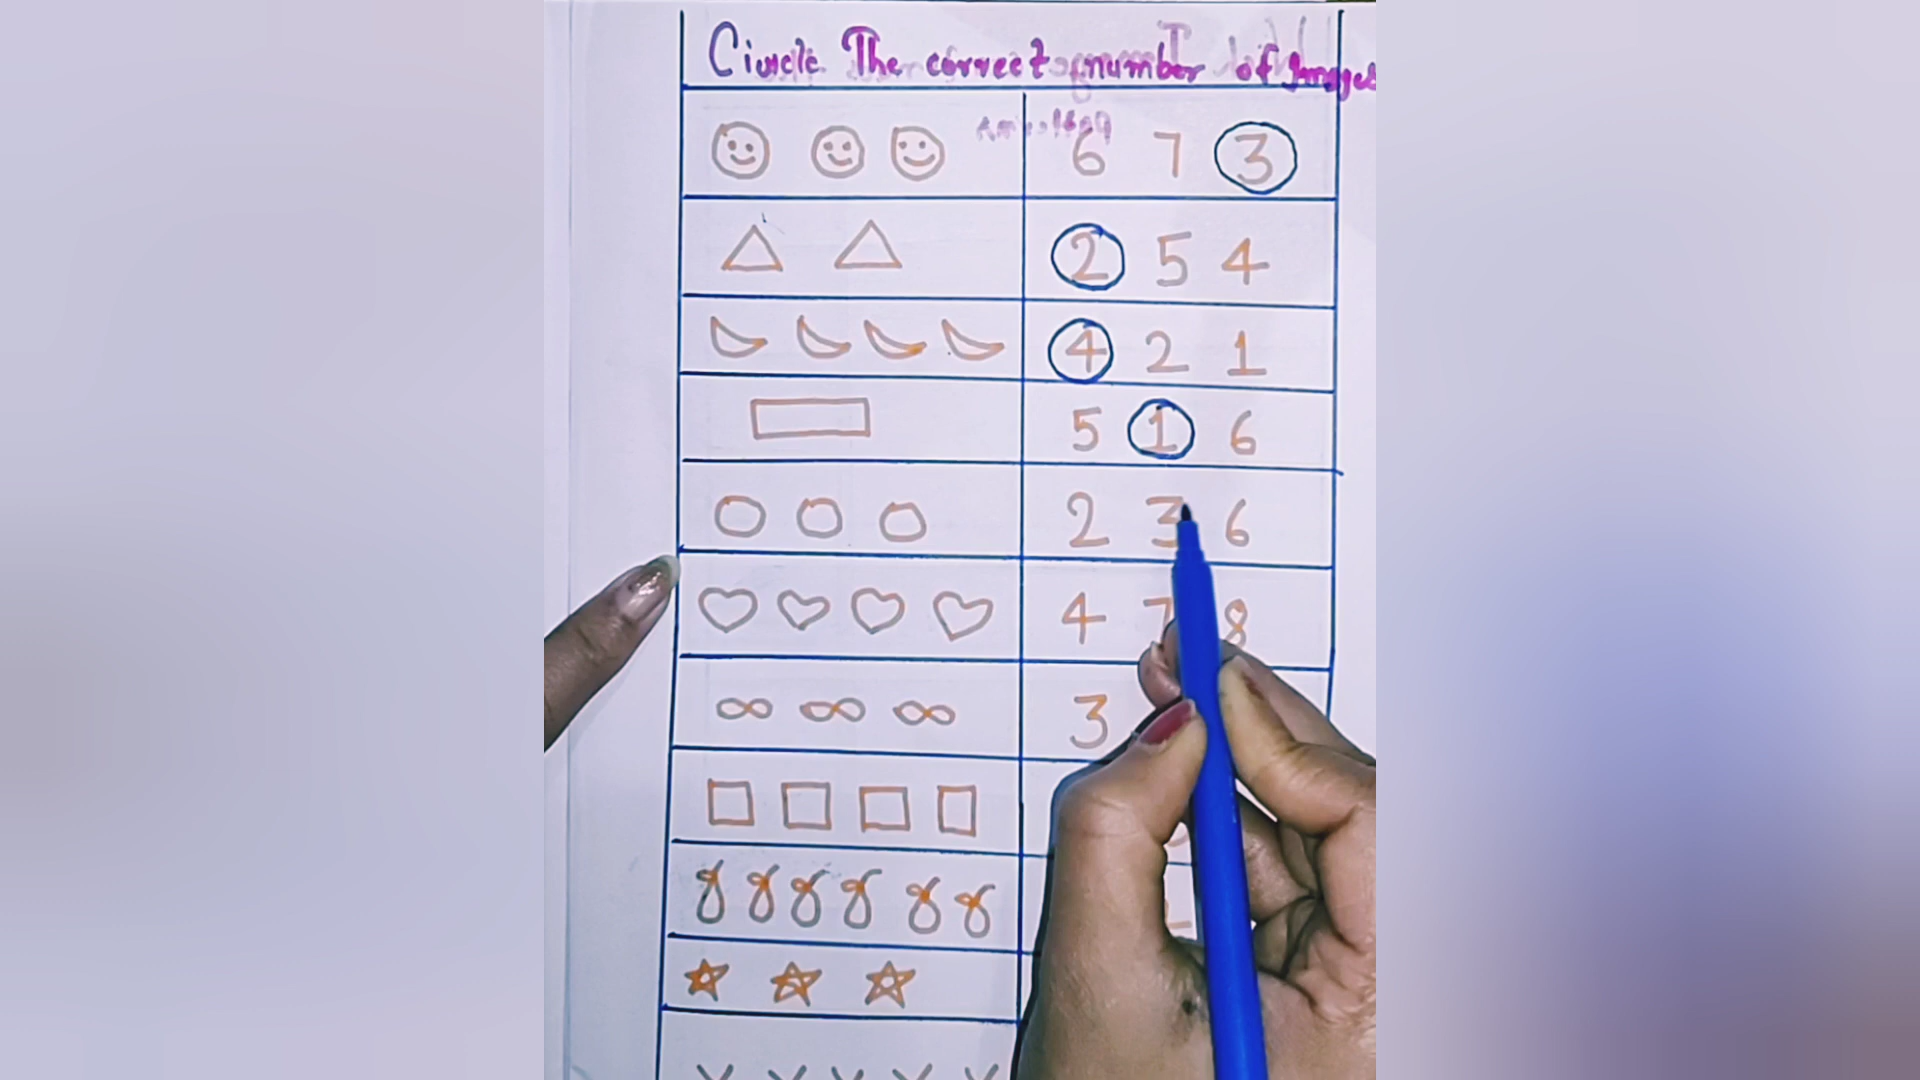 Circle The correct number of Images
6 7 3
2 5 4
4 2 1
5 1 6
2 3 6
4 7 8
3